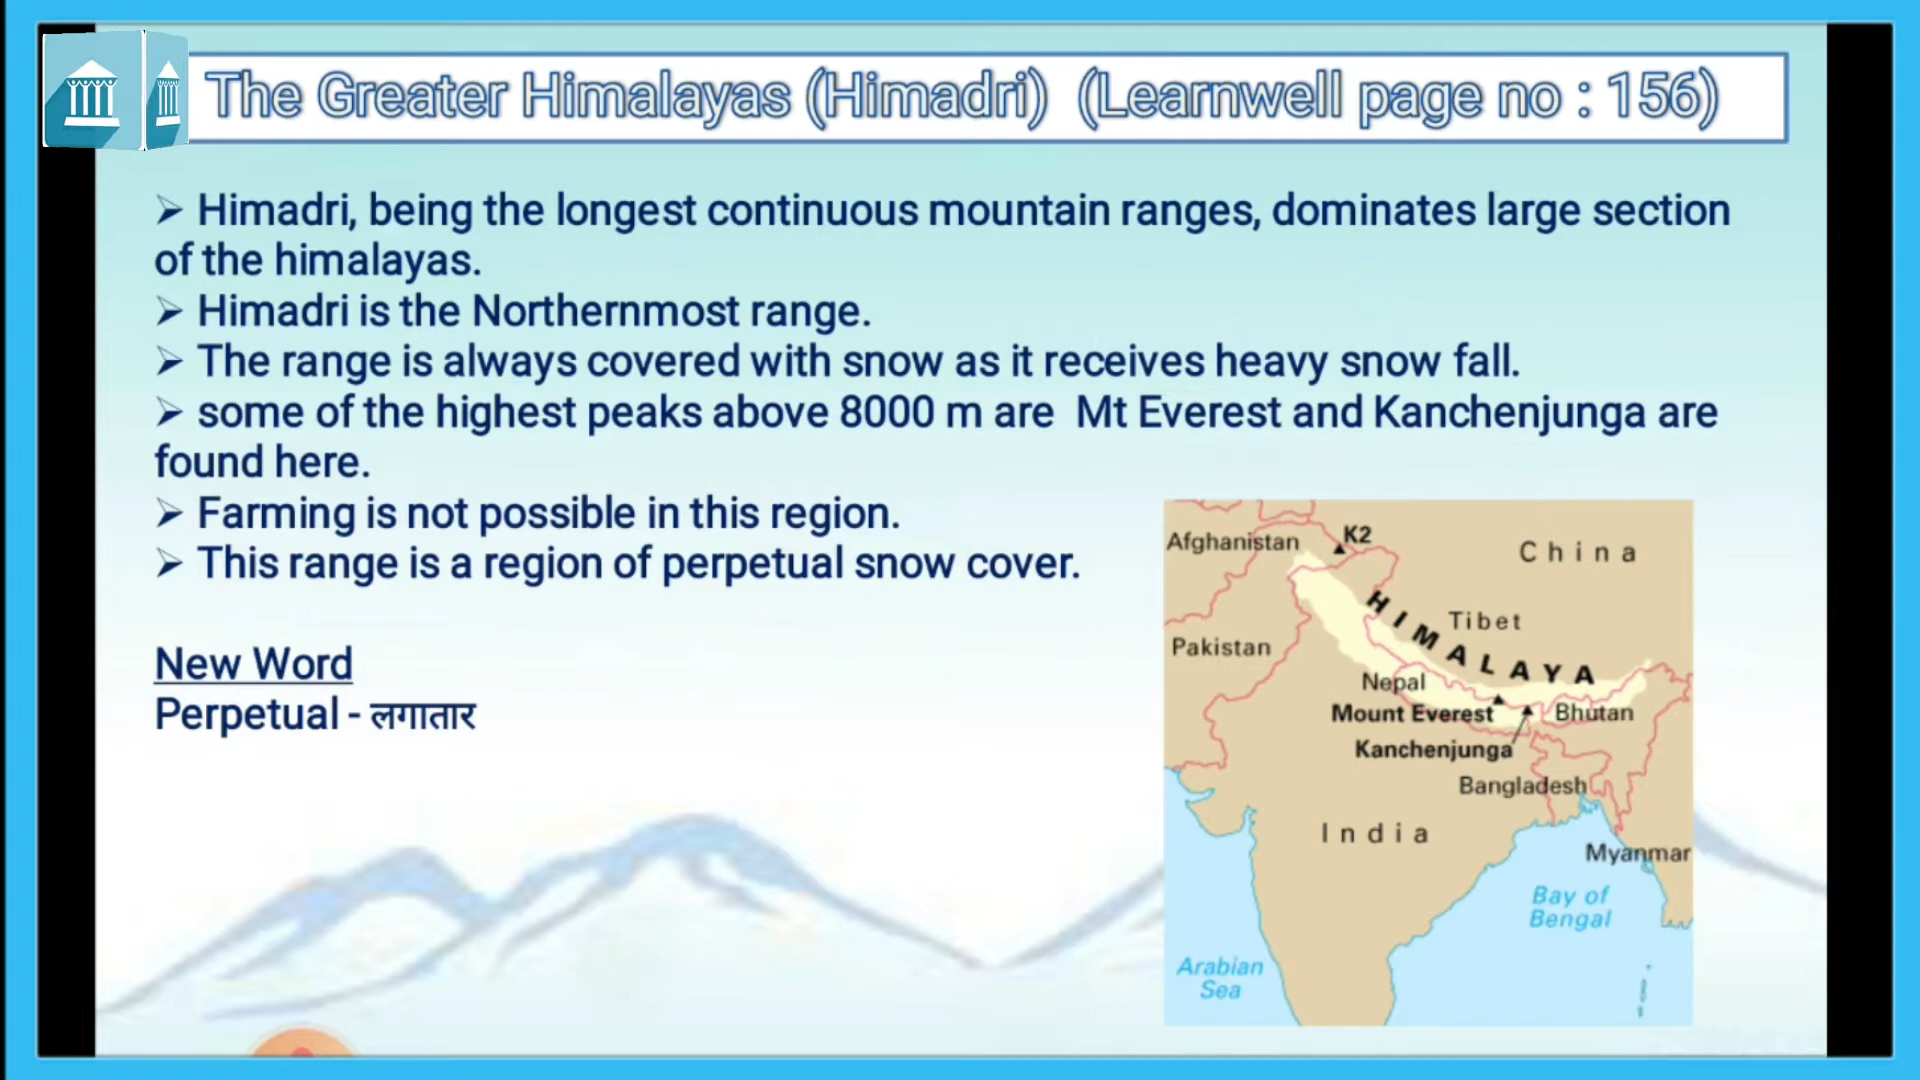 The Greater Himalayas (Himadri) (Learnwell page no : 156)
➢ Himadri, being the longest continuous mountain ranges, dominates large section
of the himalayas.
➢ Himadri is the Northernmost range.
➢ The range is always covered with snow as it receives heavy snow fall.
➢ some of the highest peaks above 8000 m are Mt Everest and Kanchenjunga are
found here.
➢ Farming is not possible in this region.
➢ This range is a region of perpetual snow cover.
New Word
Perpetual - लगातार
Afghanistan
K2
China
HIMALAYA
Tibet
Pakistan
Nepal
Mount Everest
Bhutan
Kanchenjunga
Bangladesh
India
Myanmar
Bay of
Bengal
Arabian
Sea